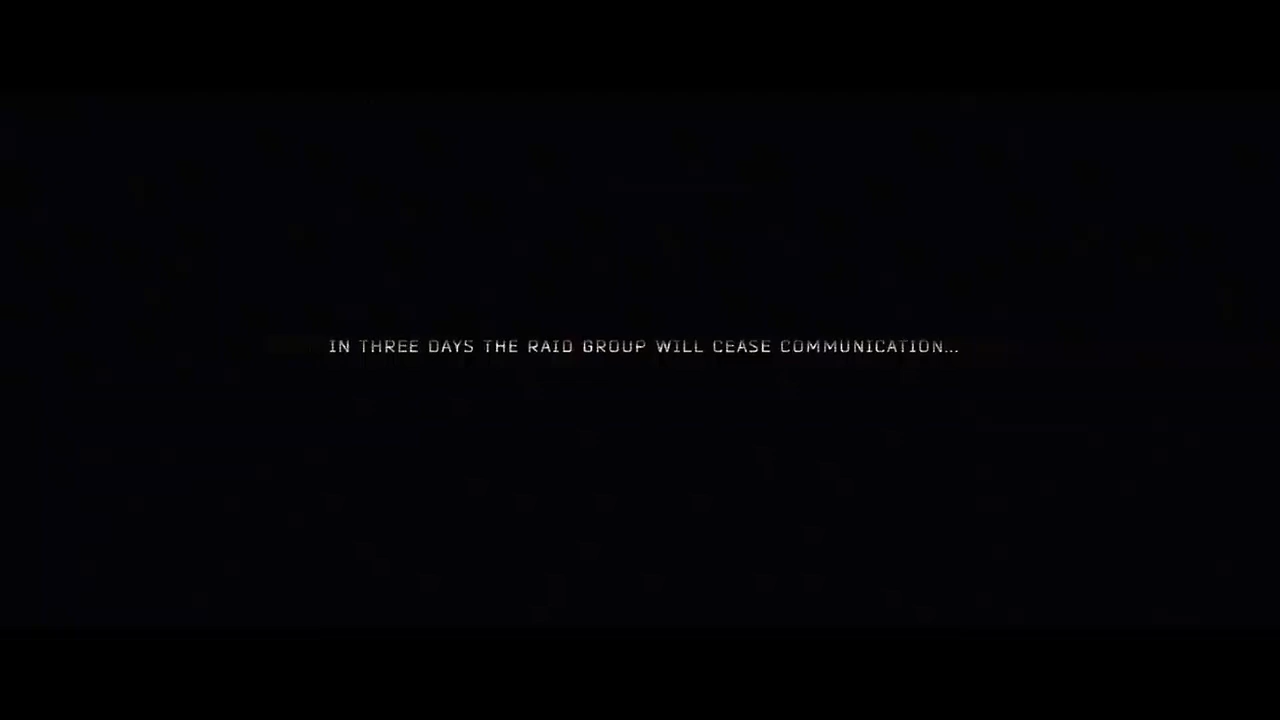 IN THREE DAYS THE RAID GROUP WILL CEASE COMMUNICATION...